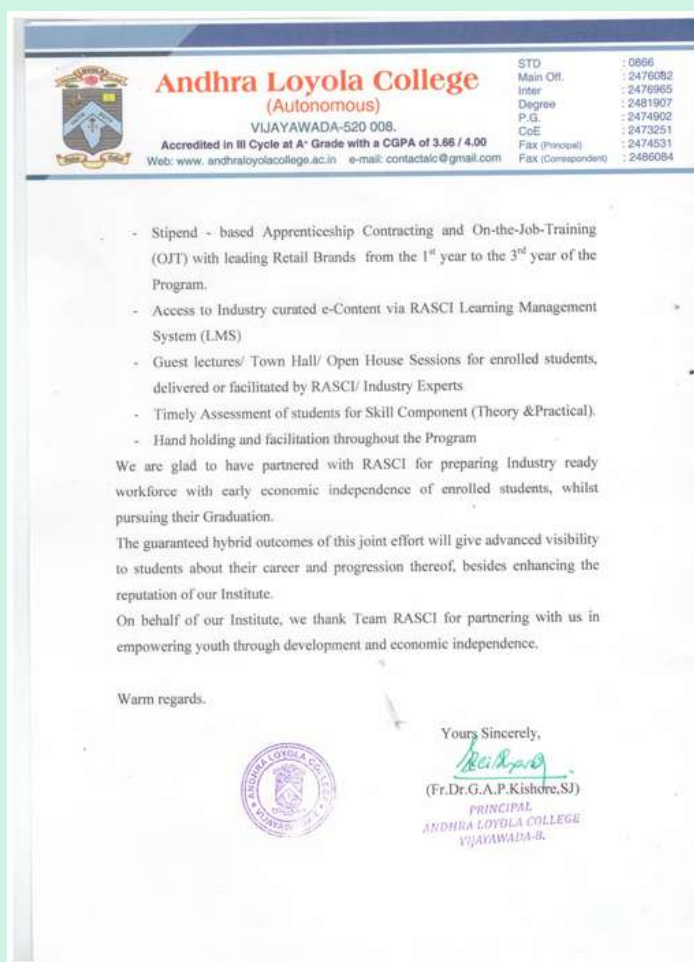 LOYOLA
Andhra Loyola College
(Autonomous)
VIJAYAWADA-520 008.
Accredited in III Cycle at A+ Grade with a CGPA of 3.66 / 4.00
Web: www. andhraloyolacollege.ac.in e-mail: contactalc@gmail.com
STD : 0866
Main Off. : 2476082
Inter : 2476965
Degree : 2481907
P.G. : 2474902
CoE : 2473251
Fax (Principal) : 2474531
Fax (Correspondent) : 2486084
- Stipend - based Apprenticeship Contracting and On-the-Job-Training
(OJT) with leading Retail Brands from the 1st year to the 3rd year of the
Program.
- Access to Industry curated e-Content via RASCI Learning Management
System (LMS)
- Guest lectures/ Town Hall/ Open House Sessions for enrolled students,
delivered or facilitated by RASCI/ Industry Experts
- Timely Assessment of students for Skill Component (Theory &Practical).
- Hand holding and facilitation throughout the Program
We are glad to have partnered with RASCI for preparing Industry ready
workforce with early economic independence of enrolled students, whilst
pursuing their Graduation.
The guaranteed hybrid outcomes of this joint effort will give advanced visibility
to students about their career and progression thereof, besides enhancing the
reputation of our Institute.
On behalf of our Institute, we thank Team RASCI for partnering with us in
empowering youth through development and economic independence.
Warm regards.
Yours Sincerely,
(Fr.Dr.G.A.P.Kishore,SJ)
PRINCIPAL
ANDHRA LOYOLA COLLEGE
VIJAYAWADA-8.
ANDHRA LOYOLA COLLEGE